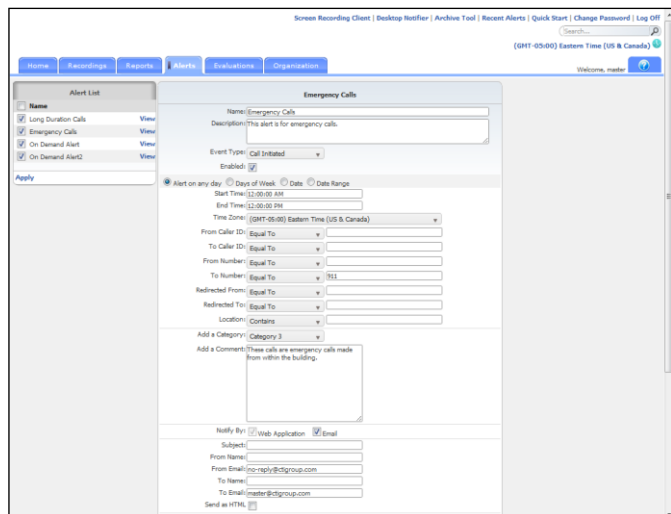 Screen Recording Client | Desktop Notifier | Archive Tool | Recent Alerts | Quick Start | Change Password | Log Off
Search...
(GMT-05:00) Eastern Time (US & Canada)
Home Recordings Reports Alerts Evaluations Organization
Welcome, master
Alert List
Name
Long Duration Calls View
Emergency Calls View
On Demand Alert View
On Demand Alert2 View
Apply
Emergency Calls
Name: Emergency Calls
Description: This alert is for emergency calls.
Event Type: Call Initiated
Enabled:
Alert on any day Days of Week Date Date Range
Start Time: 12:00:00 AM
End Time: 12:00:00 PM
Time Zone: (GMT-05:00) Eastern Time (US & Canada)
From Caller ID: Equal To
To Caller ID: Equal To
From Number: Equal To
To Number: Equal To 911
Redirected From: Equal To
Redirected To: Equal To
Location: Contains
Add a Category: Category 3
Add a Comment: These calls are emergency calls made
from within the building.
Notify By: Web Application Email
Subject:
From Name:
From Email: no-reply@ctigroup.com
To Name:
To Email: master@ctigroup.com
Send as HTML